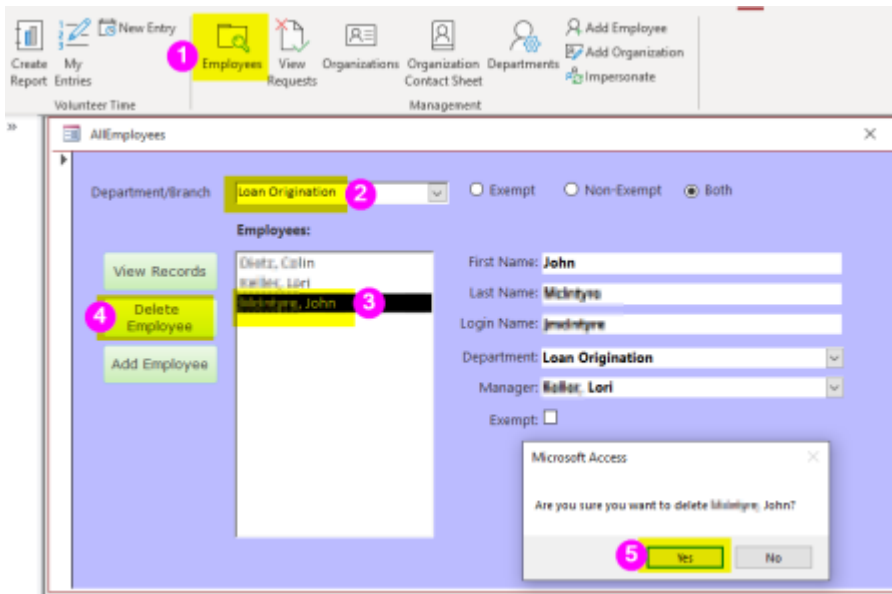 New Entry
Create Report
My Entries
Volunteer Time
1
Employees
View Requests
Organizations
Organization Contact Sheet
Departments
Add Employee
Add Organization
Impersonate
Management
AllEmployees
Department/Branch
Loan Origination
2
Exempt
Non-Exempt
Both
Employees:
View Records
Colin
Lori
, John
3
4
Delete
Employee
Add Employee
First Name: John
Last Name:
Login Name:
Department: Loan Origination
Manager: Lori
Exempt:
Microsoft Access
Are you sure you want to delete John?
5
Yes
No